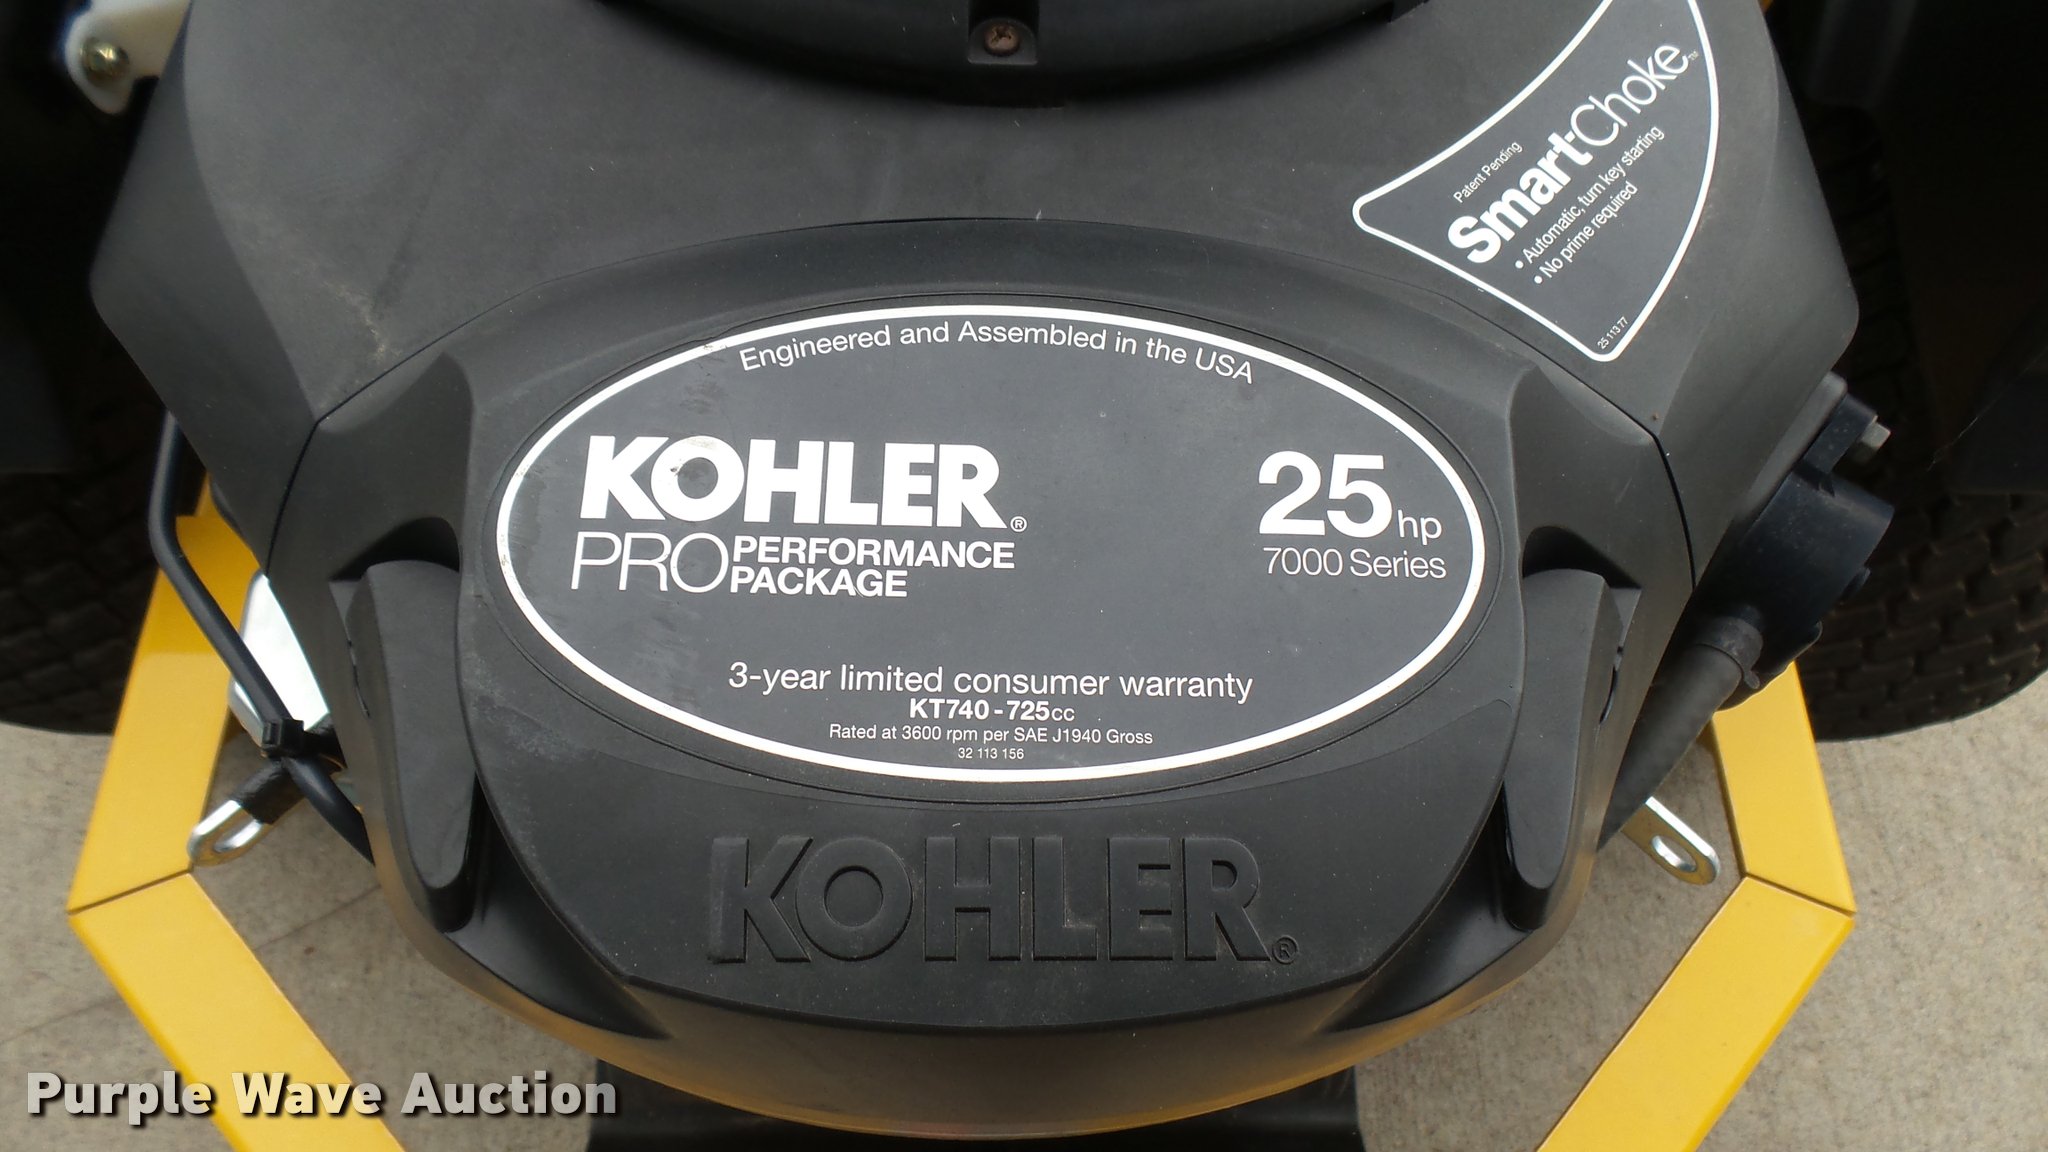 Patent Pending
Smart-Choke™
• Automatic, turn key starting
• No prime required
25 113 77
Engineered and Assembled in the USA
KOHLER®
PRO PERFORMANCE
PACKAGE
25 hp
7000 Series
3-year limited consumer warranty
KT740-725cc
Rated at 3600 rpm per SAE J1940 Gross
32 113 156
KOHLER®
Purple Wave Auction